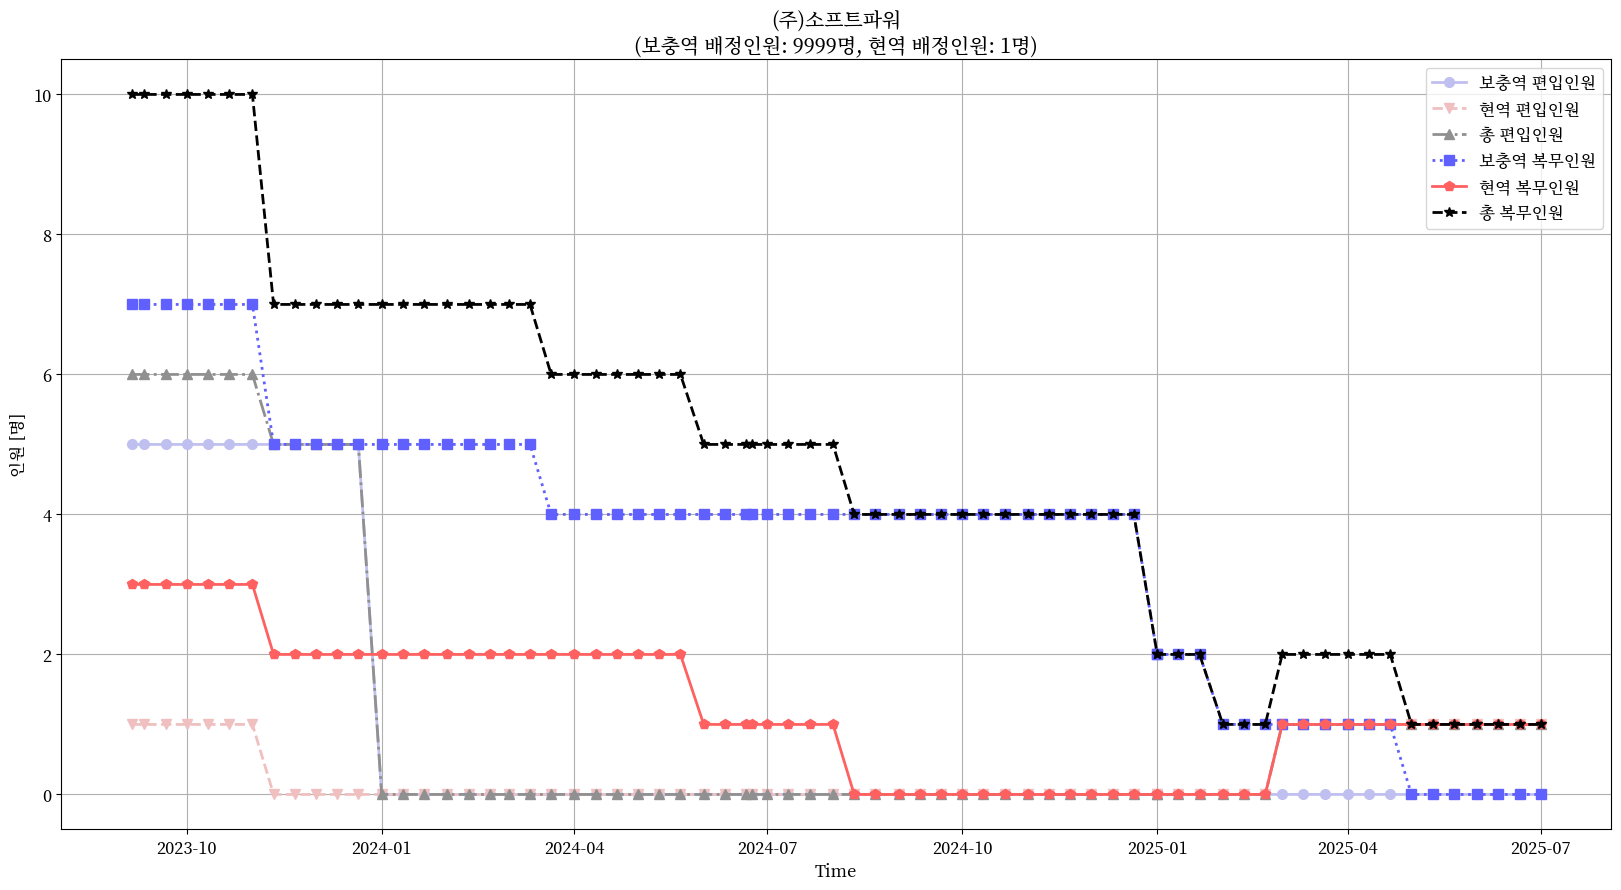 (주)소프트파워
(보충역 배정인원: 9999명, 현역 배정인원: 1명)
보충역 편입인원
현역 편입인원
총 편입인원
보충역 복무인원
현역 복무인원
총 복무인원
인원 [명]
10
8
6
4
2
0
2023-10
2024-01
2024-04
2024-07
2024-10
2025-01
2025-04
2025-07
Time